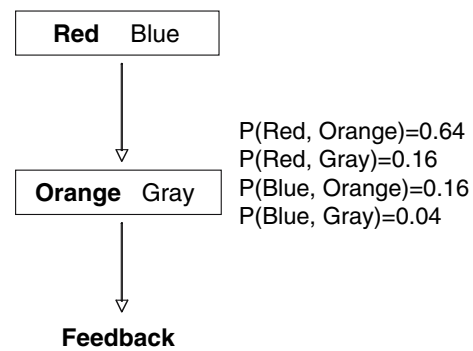 Red Blue
P(Red, Orange)=0.64
P(Red, Gray)=0.16
P(Blue, Orange)=0.16
P(Blue, Gray)=0.04
Orange Gray
Feedback